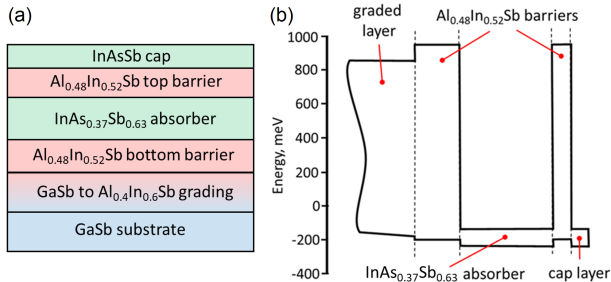 (a)
InAsSb cap
Al0.48In0.52Sb top barrier
InAs0.37Sb0.63 absorber
Al0.48In0.52Sb bottom barrier
GaSb to Al0.4In0.6Sb grading
GaSb substrate
(b)
graded
layer
Al0.48In0.52Sb barriers
Energy, meV
1000
800
600
400
200
0
-200
-400
InAs0.37Sb0.63 absorber
cap layer